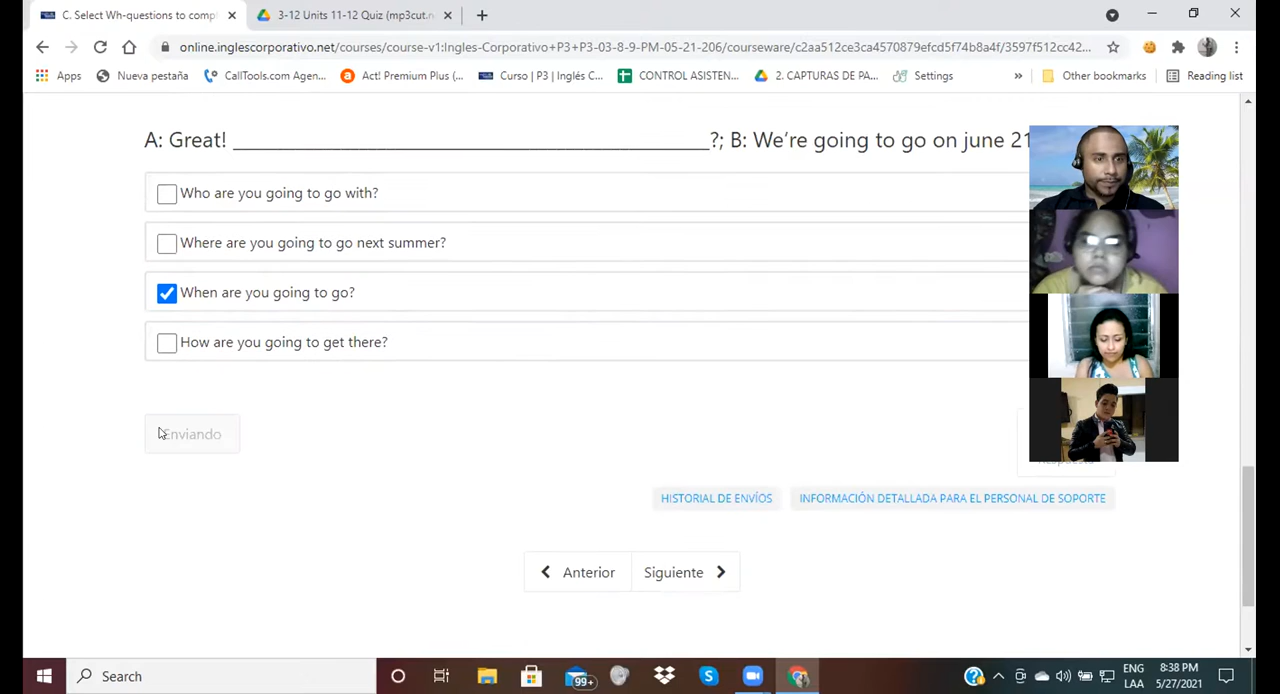 C. Select Wh-questions to comp
3-12 Units 11-12 Quiz (mp3cut.n
online.inglescorporativo.net/courses/course-v1:Ingles-Corporativo+P3+P3-03-8-9-PM-05-21-206/courseware/c2aa512ce3ca4570879efcd5f74b8a4f/3597f512cc42...
Apps Nueva pestaña CallTools.com Agen... Act! Premium Plus (... Curso | P3 | Inglés C... CONTROL ASISTEN... 2. CAPTURAS DE PA... Settings » Other bookmarks Reading list
A: Great! ________________________________________?; B: We're going to go on june 21
Who are you going to go with?
Where are you going to go next summer?
When are you going to go?
How are you going to get there?
Enviando
HISTORIAL DE ENVÍOS INFORMACIÓN DETALLADA PARA EL PERSONAL DE SOPORTE
Anterior Siguiente
Search 99+ ENG 8:38 PM
LAA 5/27/2021